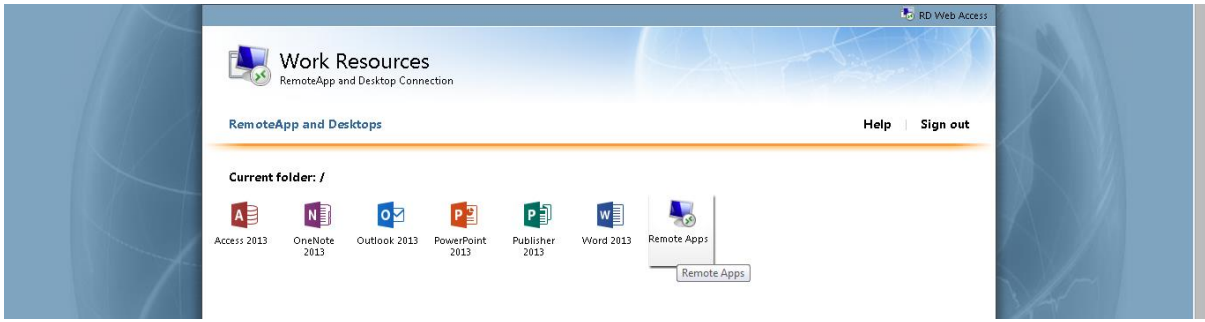 RD Web Access
Work Resources
RemoteApp and Desktop Connection
RemoteApp and Desktops
Help
Sign out
Current folder: /
Access 2013
OneNote
2013
Outlook 2013
PowerPoint
2013
Publisher
2013
Word 2013
Remote Apps
Remote Apps